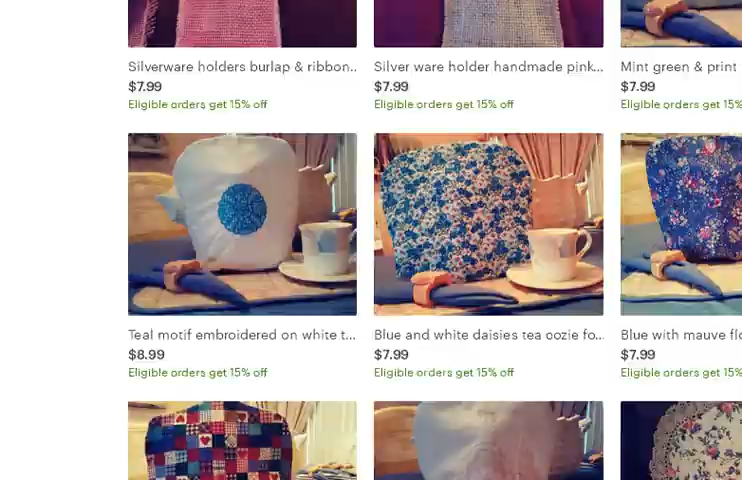 Silverware holders burlap & ribbon...
Silver ware holder handmade pink...
Mint green & print
$7.99
$7.99
$7.99
Eligible orders get 15% off
Eligible orders get 15% off
Eligible orders get 15%
Teal motif embroidered on white t...
Blue and white daisies tea cozie fo...
Blue with mauve flo
$8.99
$7.99
$7.99
Eligible orders get 15% off
Eligible orders get 15% off
Eligible orders get 15%